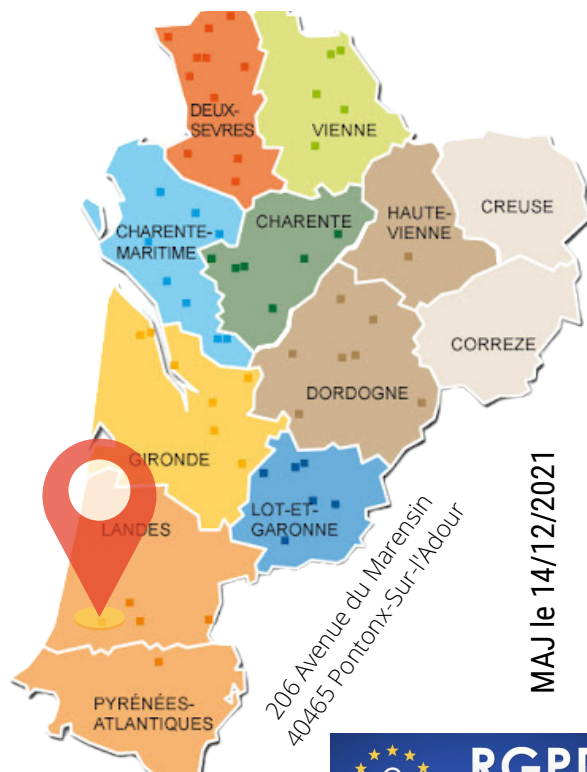 DEUX-
SEVRES
VIENNE
CHARENTE-
MARITIME
CHARENTE
HAUTE-
VIENNE
CREUSE
CORREZE
DORDOGNE
GIRONDE
LOT-ET-
GARONNE
LANDES
PYRÉNÉES-
ATLANTIQUES
206 Avenue du Marensin
40465 Pontonx-Sur-l'Adour
MAJ le 14/12/2021